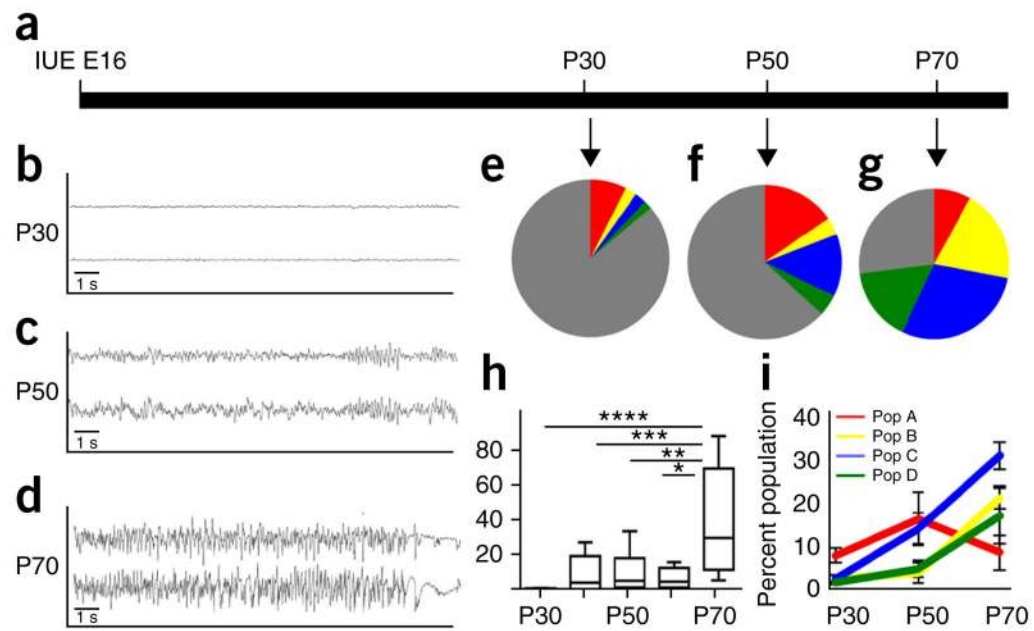 a
IUE E16 P30 P50 P70
b
P30
1 s
c
P50
1 s
d
P70
1 s
e f g
h
****
***
**
*
80
60
40
20
P30 P50 P70
i
Percent population
40
30
20
10
0
Pop A
Pop B
Pop C
Pop D
P30 P50 P70